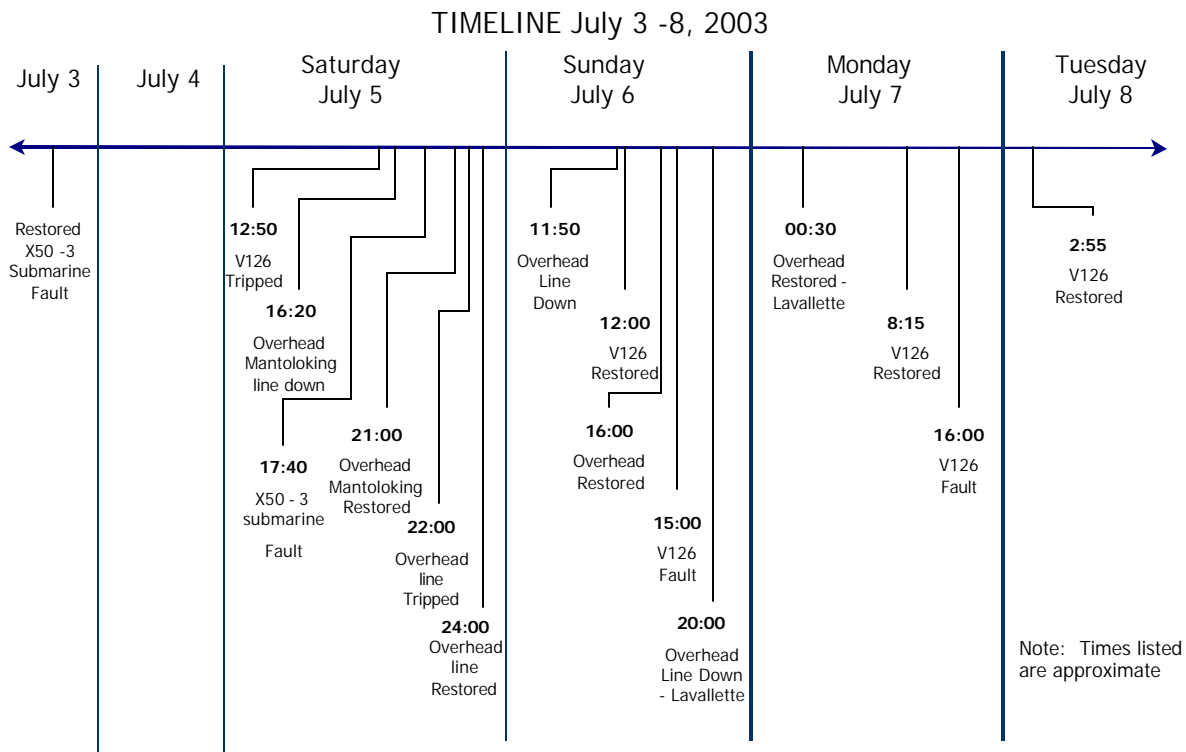 TIMELINE July 3 -8, 2003
July 3
July 4
Saturday
July 5
Sunday
July 6
Monday
July 7
Tuesday
July 8
Restored
X50 -3
Submarine
Fault
12:50
V126
Tripped
16:20
Overhead
Mantoloking
line down
17:40
X50 - 3
submarine
Fault
21:00
Overhead
Mantoloking
Restored
22:00
Overhead
line
Tripped
24:00
Overhead
line
Restored
11:50
Overhead
Line
Down
12:00
V126
Restored
16:00
Overhead
Restored
15:00
V126
Fault
20:00
Overhead
Line Down
- Lavallette
00:30
Overhead
Restored -
Lavallette
8:15
V126
Restored
16:00
V126
Fault
2:55
V126
Restored
Note: Times listed
are approximate